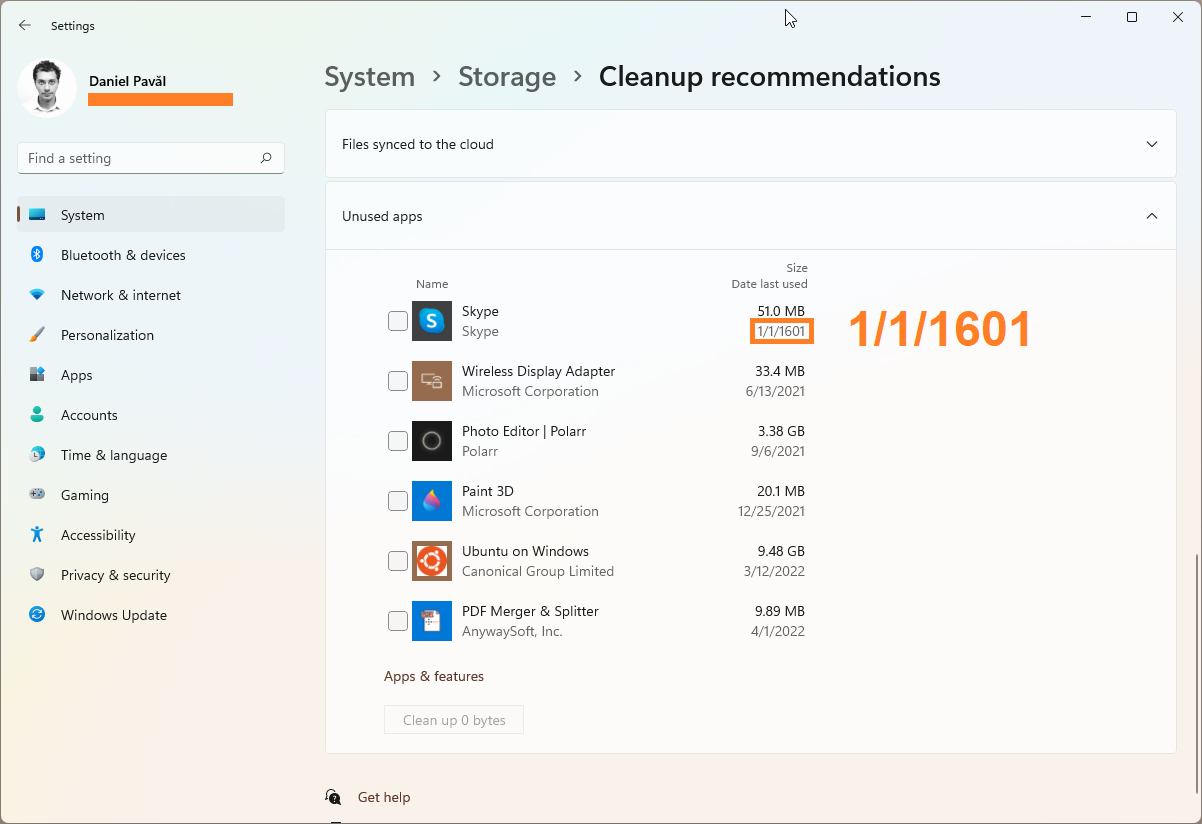 Settings
Daniel Pavăl
System > Storage > Cleanup recommendations
Find a setting
System
Bluetooth & devices
Network & internet
Personalization
Apps
Accounts
Time & language
Gaming
Accessibility
Privacy & security
Windows Update
Files synced to the cloud
Unused apps
Size
Name Date last used
Skype 51.0 MB
Skype 1/1/1601
1/1/1601
Wireless Display Adapter 33.4 MB
Microsoft Corporation 6/13/2021
Photo Editor | Polarr 3.38 GB
Polarr 9/6/2021
Paint 3D 20.1 MB
Microsoft Corporation 12/25/2021
Ubuntu on Windows 9.48 GB
Canonical Group Limited 3/12/2022
PDF Merger & Splitter 9.89 MB
AnywaySoft, Inc. 4/1/2022
Apps & features
Clean up 0 bytes
Get help